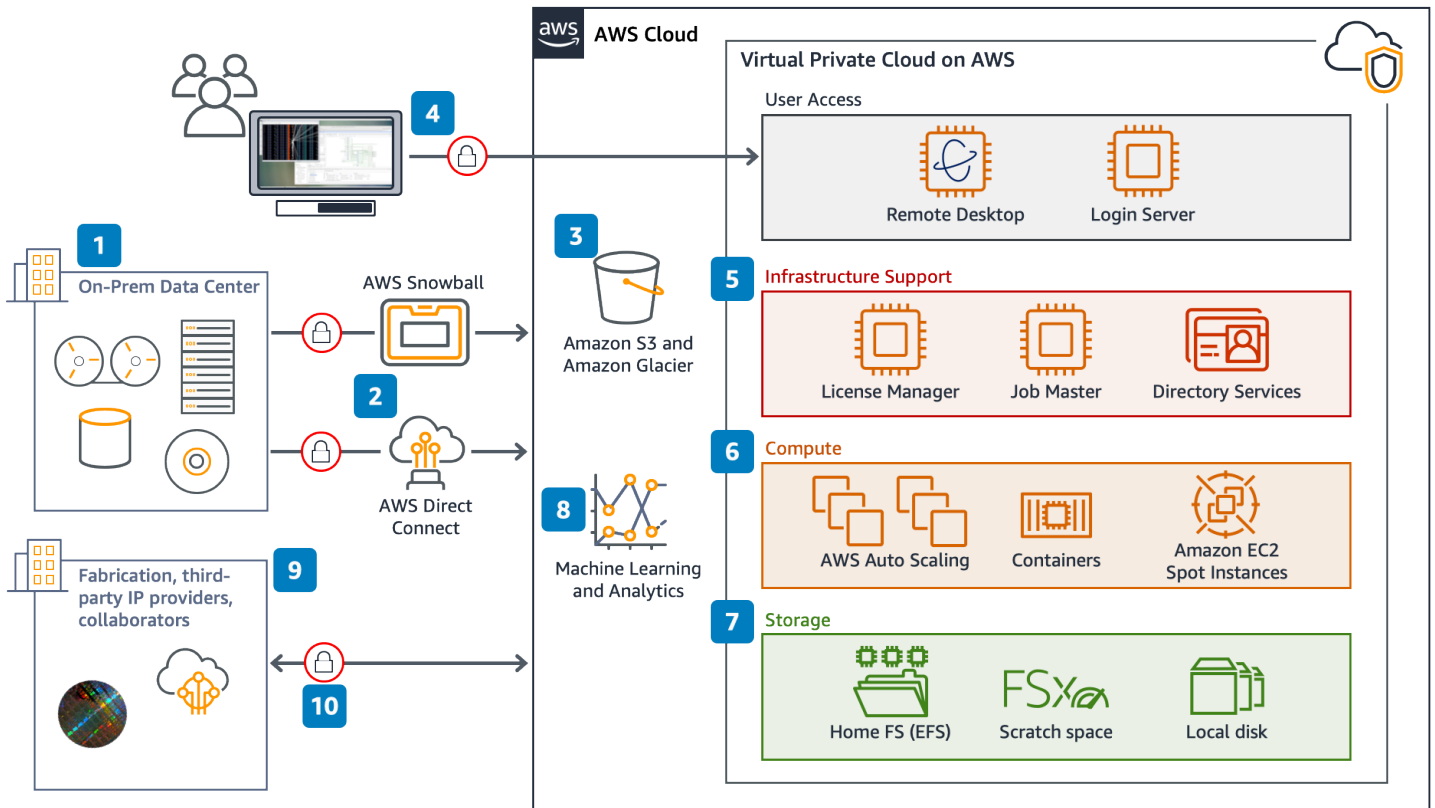 aws
AWS Cloud
Virtual Private Cloud on AWS
User Access
4
Remote Desktop
Login Server
1
On-Prem Data Center
AWS Snowball
3
Amazon S3 and
Amazon Glacier
5
Infrastructure Support
License Manager
Job Master
Directory Services
2
AWS Direct
Connect
6
Compute
AWS Auto Scaling
Containers
Amazon EC2
Spot Instances
8
Machine Learning
and Analytics
9
Fabrication, third-
party IP providers,
collaborators
10
7
Storage
Home FS (EFS)
FSx
Scratch space
Local disk